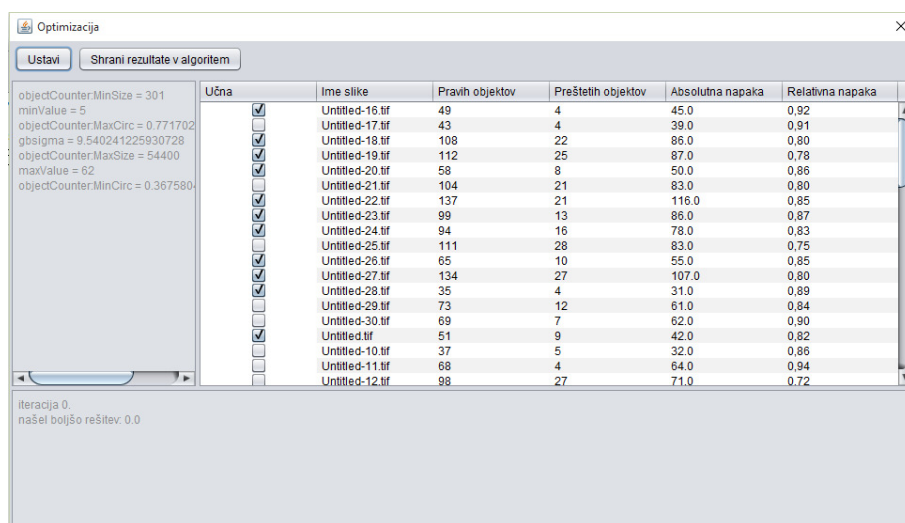 Optimizacija
Ustavi Shrani rezultate v algoritem
objectCounter:MinSize = 301
minValue = 5
objectCounter:MaxCirc = 0.771702
gbsigma = 9.540241225930728
objectCounter:MaxSize = 54400
maxValue = 62
objectCounter:MinCirc = 0.367580
Učna Ime slike Pravih objektov Preštetih objektov Absolutna napaka Relativna napaka
Untitled-16.tif 49 4 45.0 0,92
Untitled-17.tif 43 4 39.0 0,91
Untitled-18.tif 108 22 86.0 0,80
Untitled-19.tif 112 25 87.0 0,78
Untitled-20.tif 58 8 50.0 0,86
Untitled-21.tif 104 21 83.0 0,80
Untitled-22.tif 137 21 116.0 0,85
Untitled-23.tif 99 13 86.0 0,87
Untitled-24.tif 94 16 78.0 0,83
Untitled-25.tif 111 28 83.0 0,75
Untitled-26.tif 65 10 55.0 0,85
Untitled-27.tif 134 27 107.0 0,80
Untitled-28.tif 35 4 31.0 0,89
Untitled-29.tif 73 12 61.0 0,84
Untitled-30.tif 69 7 62.0 0,90
Untitled.tif 51 9 42.0 0,82
Untitled-10.tif 37 5 32.0 0,86
Untitled-11.tif 68 4 64.0 0,94
Untitled-12.tif 98 27 71.0 0,72
iteracija 0.
našel boljšo rešitev: 0.0